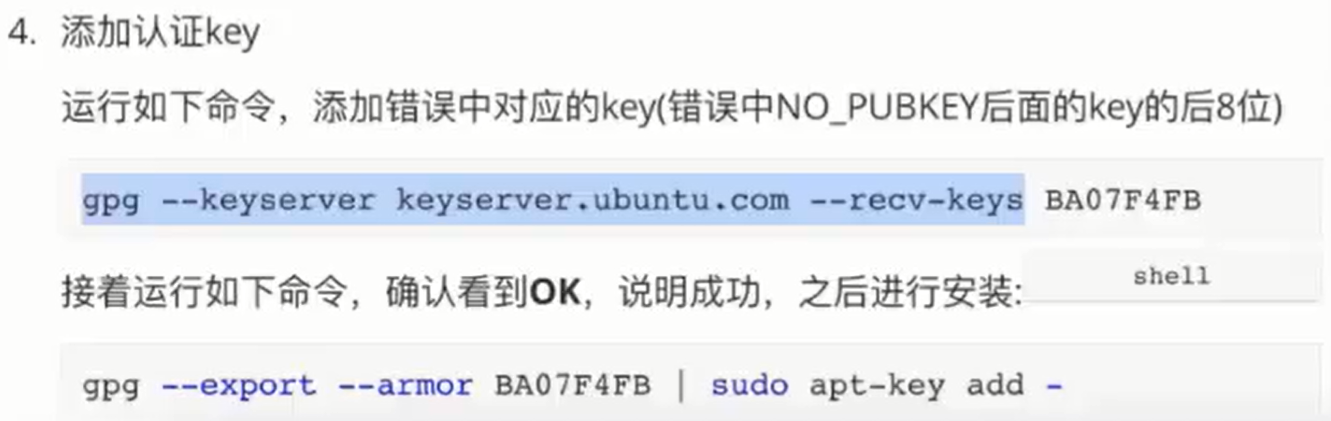 4. 添加认证key
运行如下命令，添加错误中对应的key(错误中NO_PUBKEY后面的key的后8位)
gpg --keyserver keyserver.ubuntu.com --recv-keys BA07F4FB
接着运行如下命令，确认看到OK，说明成功，之后进行安装:
shell
gpg --export --armor BA07F4FB | sudo apt-key add -